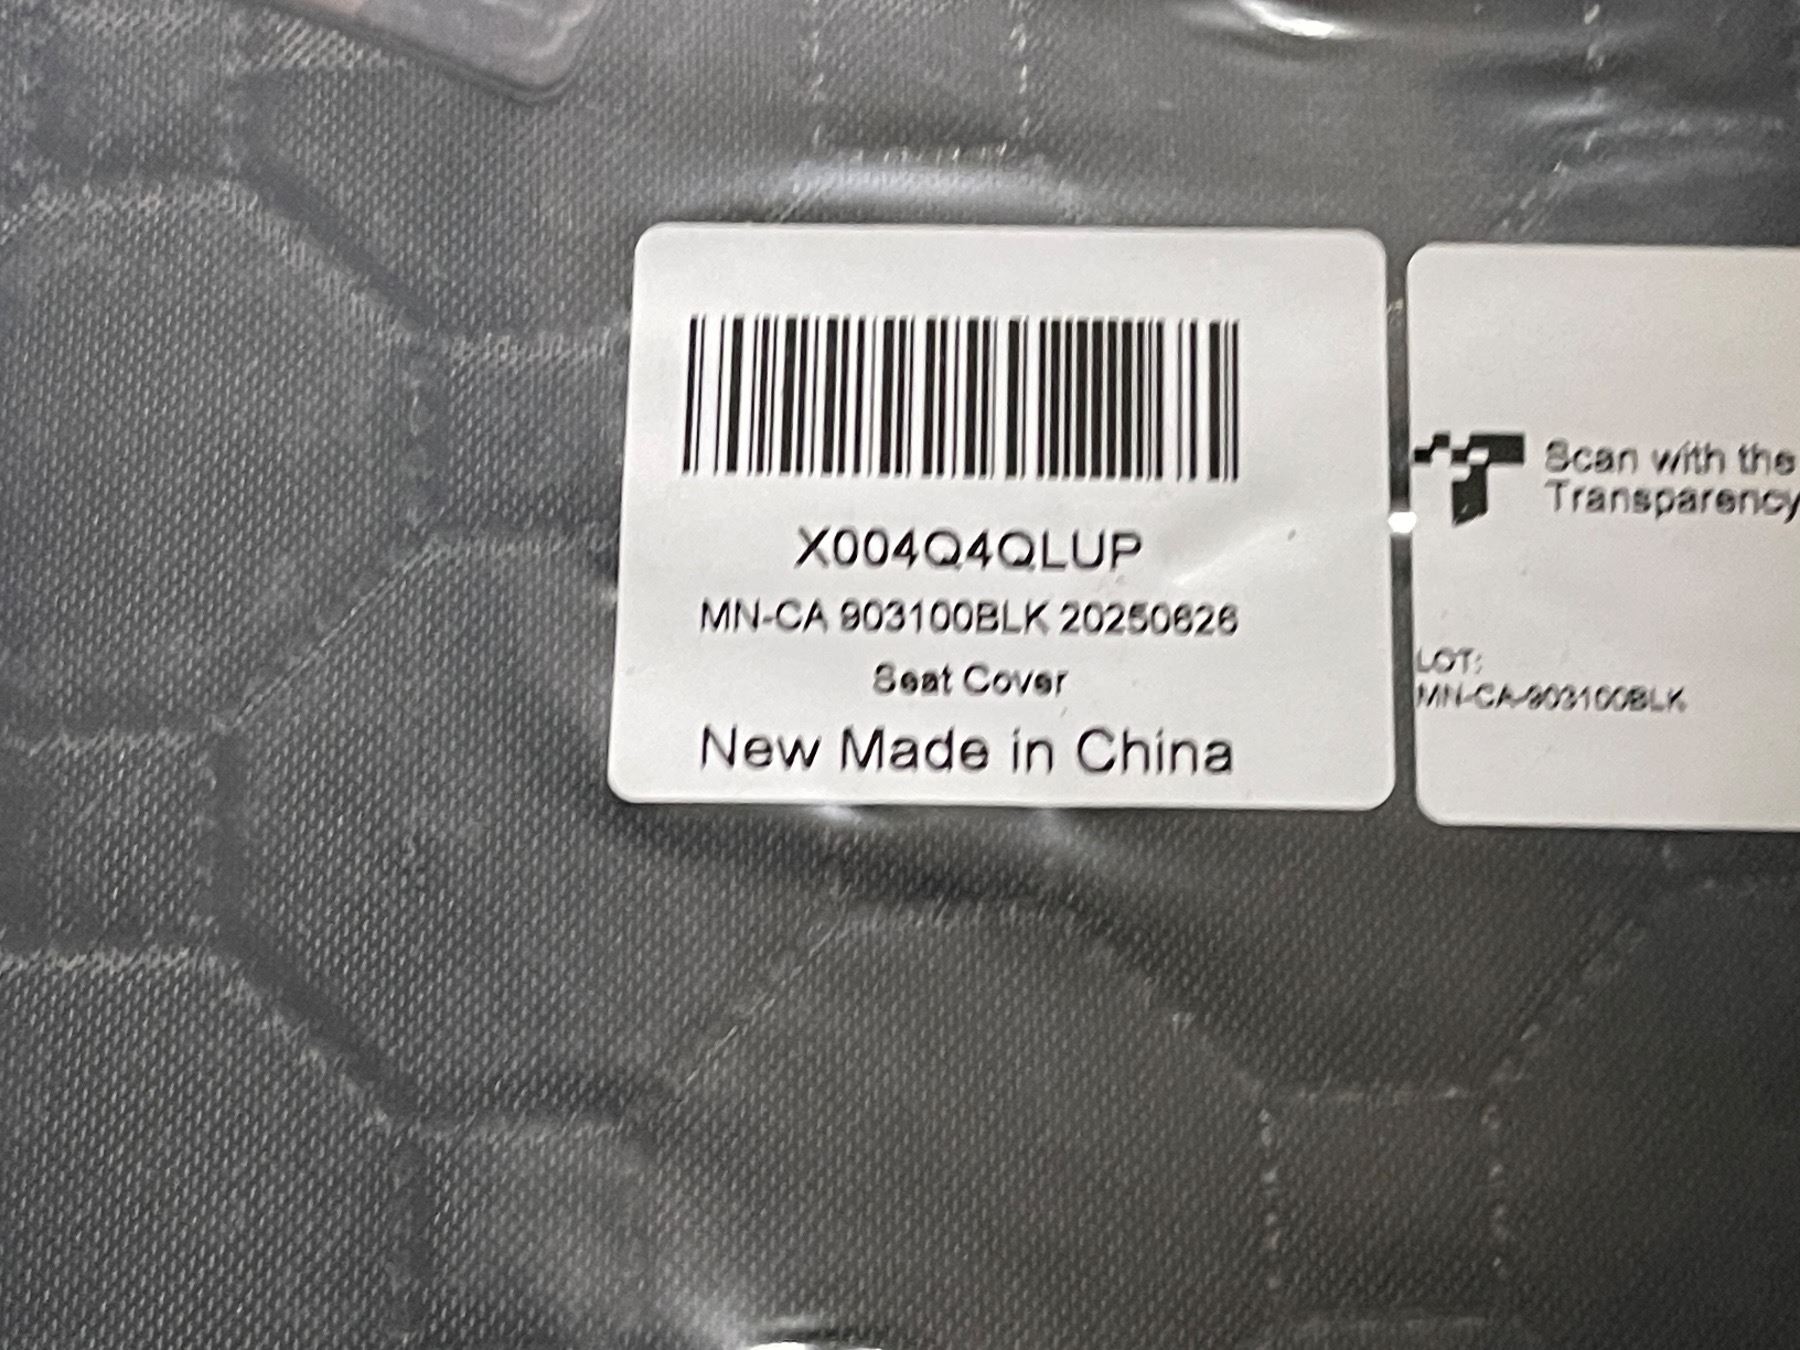 X004Q4QLUP
MN-CA 903100BLK 20250626
Seat Cover
New Made in China
Scan with the
Transparency
LOT:
MN-CA-903100BLK